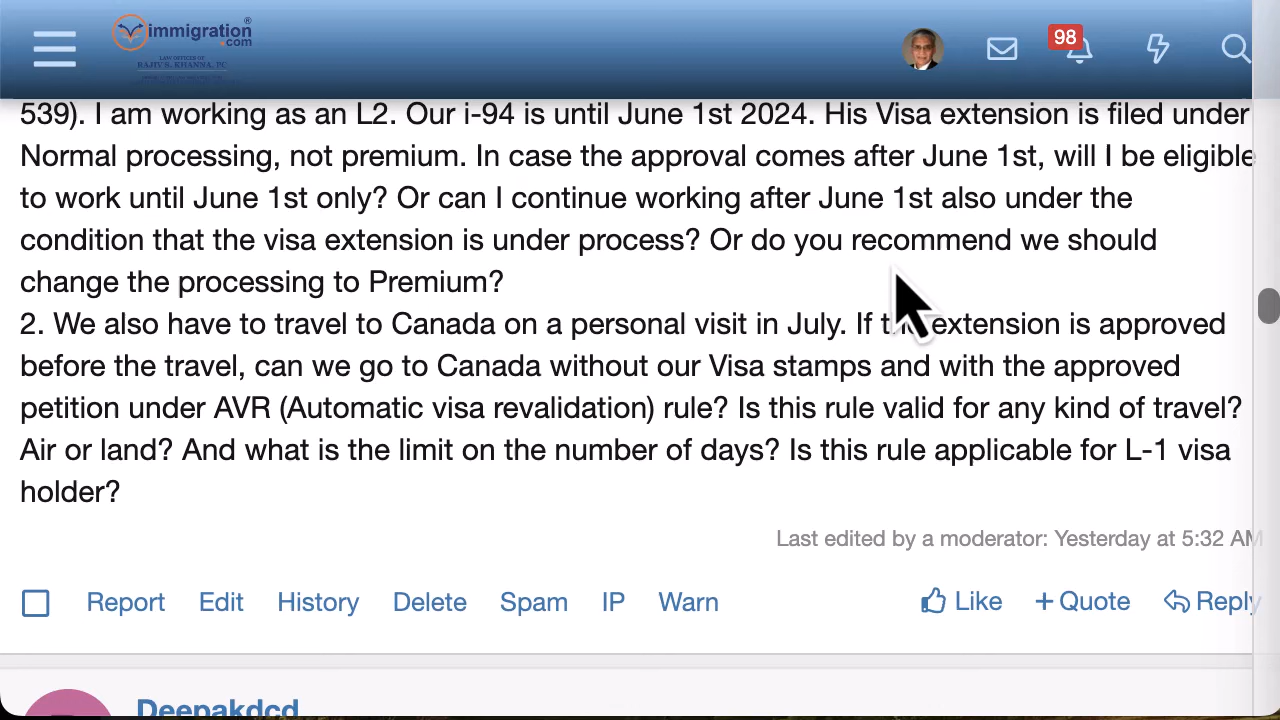 immigration®
.com
LAW OFFICES OF
RAJIV S. KHANNA, PC
98
539). I am working as an L2. Our i-94 is until June 1st 2024. His Visa extension is filed under
Normal processing, not premium. In case the approval comes after June 1st, will I be eligible
to work until June 1st only? Or can I continue working after June 1st also under the
condition that the visa extension is under process? Or do you recommend we should
change the processing to Premium?
2. We also have to travel to Canada on a personal visit in July. If extension is approved
before the travel, can we go to Canada without our Visa stamps and with the approved
petition under AVR (Automatic visa revalidation) rule? Is this rule valid for any kind of travel?
Air or land? And what is the limit on the number of days? Is this rule applicable for L-1 visa
holder?
Last edited by a moderator: Yesterday at 5:32 AM
Report Edit History Delete Spam IP Warn Like +Quote Reply
Deepakdcd